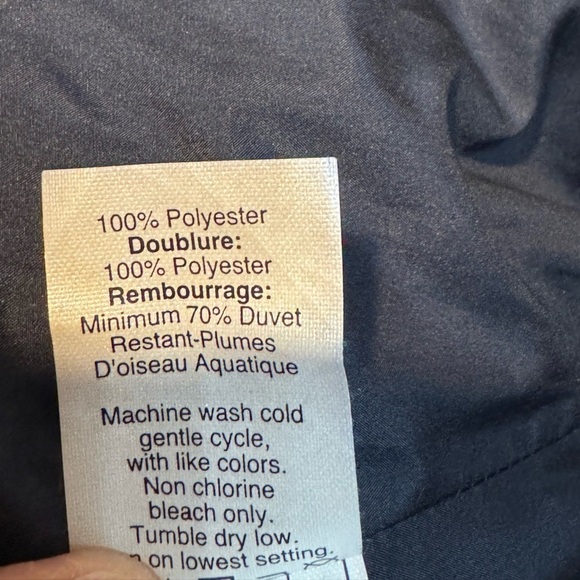 100% Polyester
Doublure:
100% Polyester
Rembourrage:
Minimum 70% Duvet
Restant-Plumes
D'oiseau Aquatique
Machine wash cold
gentle cycle,
with like colors.
Non chlorine
bleach only.
Tumble dry low.
on lowest setting.